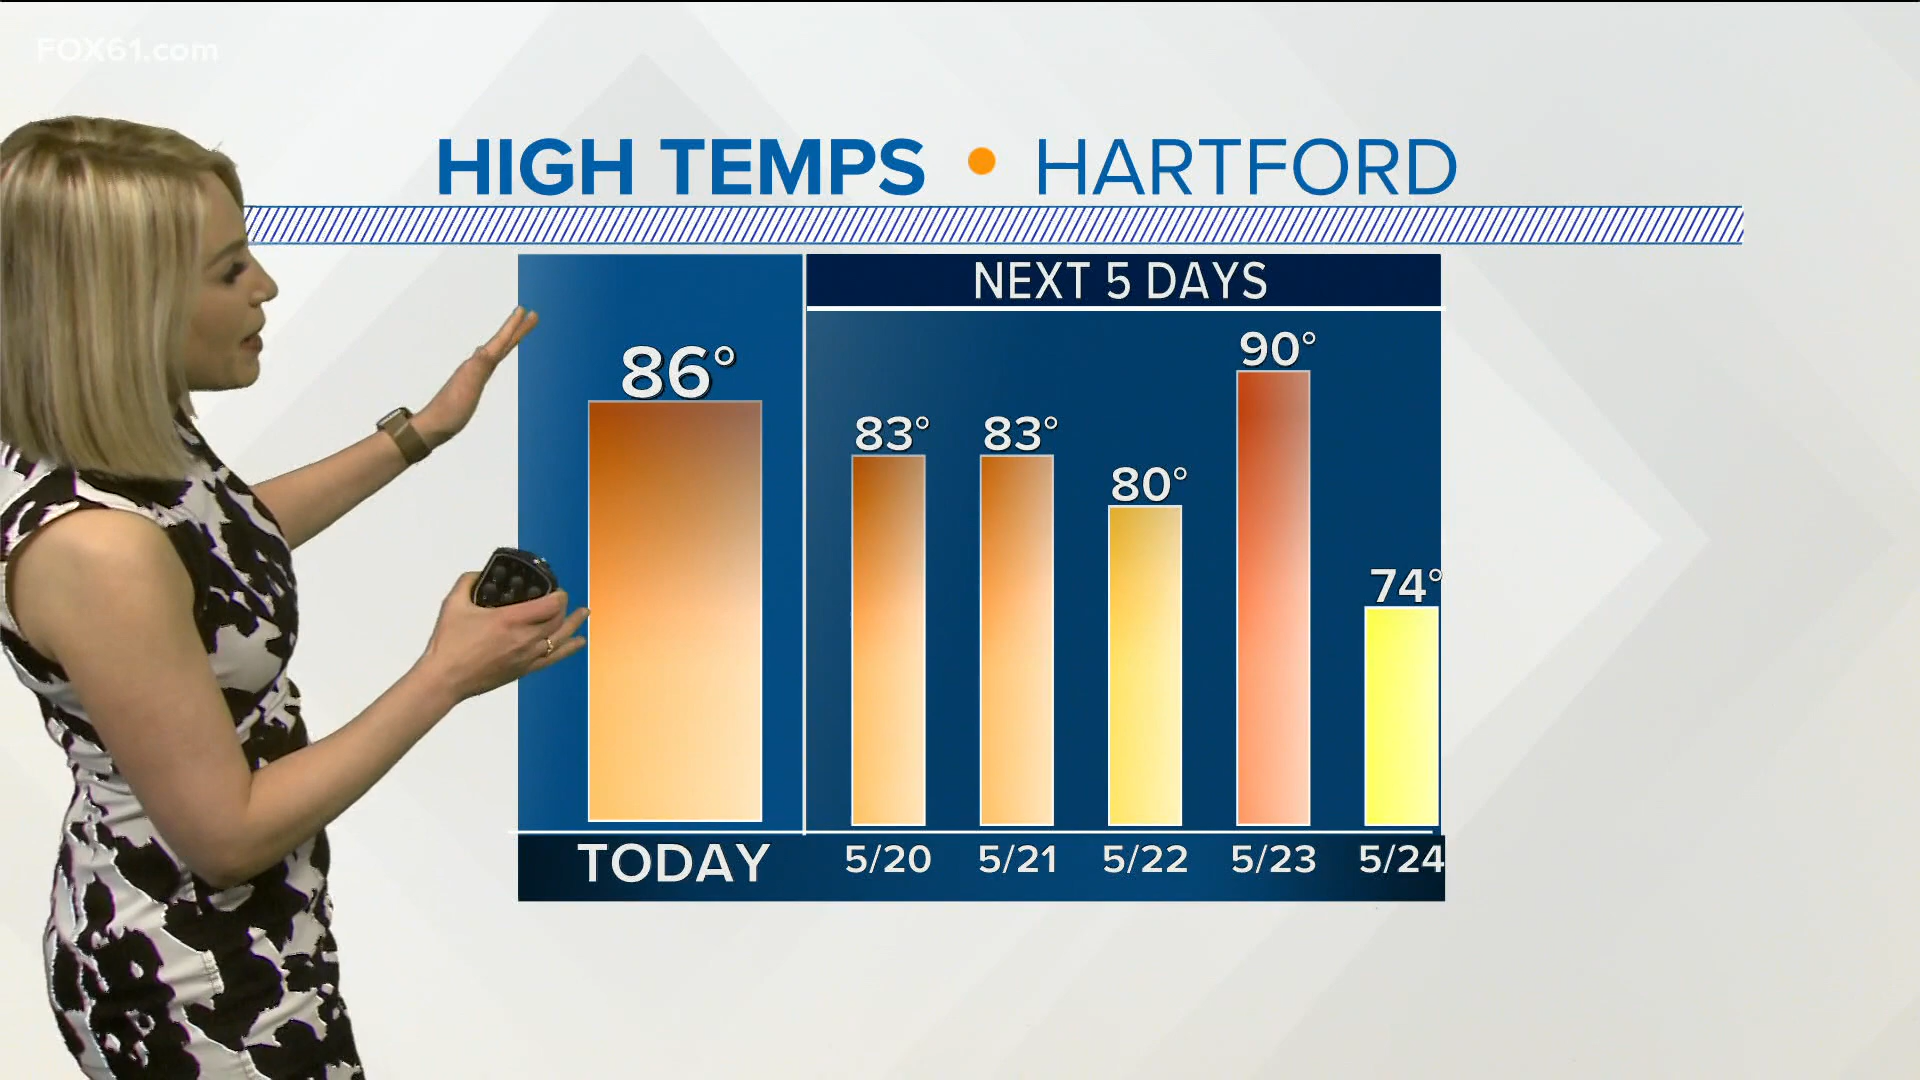 FOX61.com
HIGH TEMPS • HARTFORD
NEXT 5 DAYS
86°
83°
83°
80°
90°
74°
TODAY
5/20
5/21
5/22
5/23
5/24